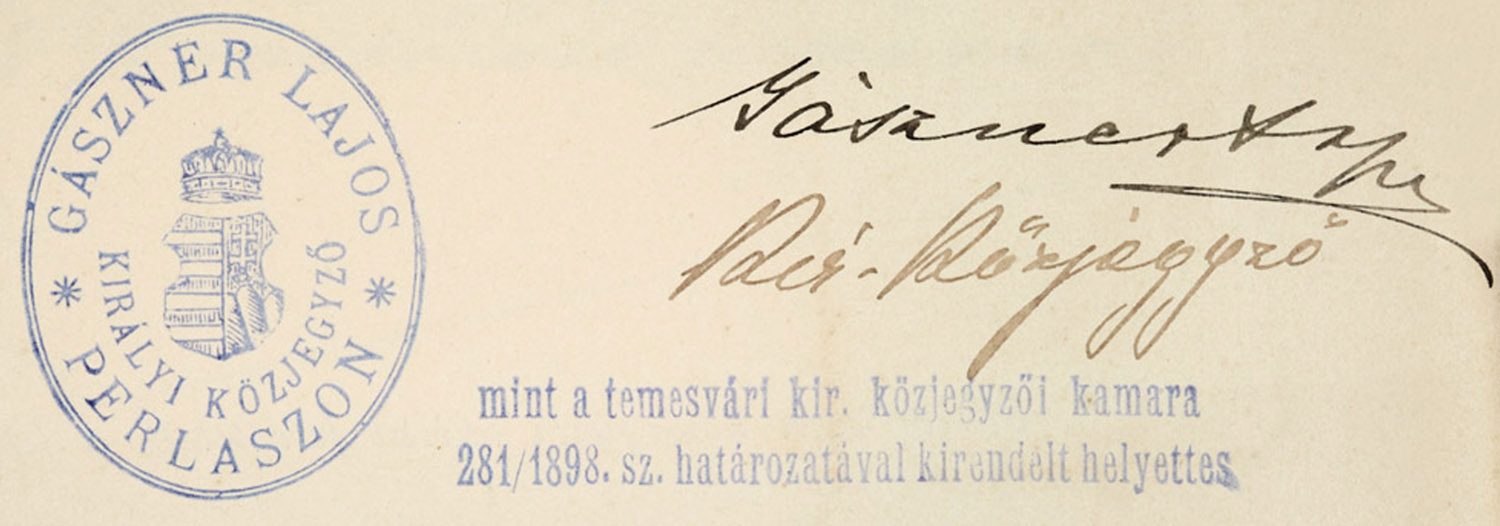 GÁSZNER LAJOS
KIRÁLYI KÖZJEGYZŐ
* PERLASZON *
Gászner Lajos
Kir. Közjegyző
mint a temesvári kir. közjegyzői kamara
281/1898. sz. határozatával kirendelt helyettes